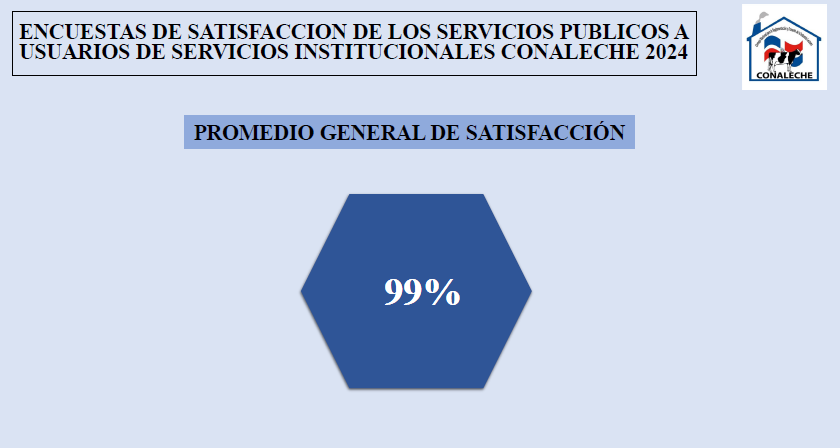 ENCUESTAS DE SATISFACCION DE LOS SERVICIOS PUBLICOS A
USUARIOS DE SERVICIOS INSTITUCIONALES CONALECHE 2024
CONALECHE
PROMEDIO GENERAL DE SATISFACCIÓN
99%